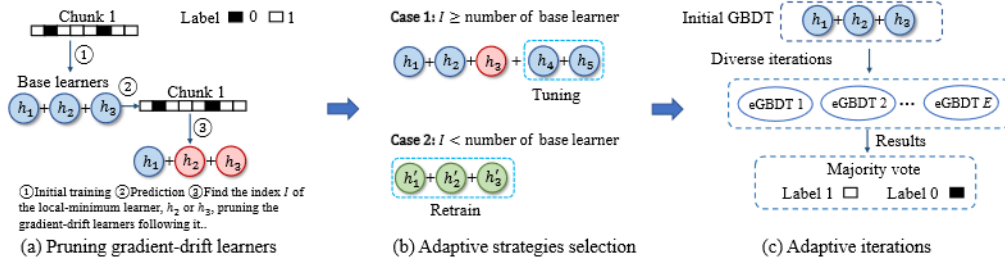 Chunk 1
Label 0 1
①
Base learners
②
h₁+h₂+h₃
Chunk 1
③
h₁+h₂+h₃
①Initial training ②Prediction ③Find the index I of
the local-minimum learner, h₂ or h₃, pruning the
gradient-drift learners following it..
(a) Pruning gradient-drift learners
Case 1: I ≥ number of base learner
h₁+h₂+h₃+h₄+h₅
Tuning
Case 2: I < number of base learner
h₁′+h₂′+h₃′
Retrain
(b) Adaptive strategies selection
Initial GBDT
h₁+h₂+h₃
Diverse iterations
eGBDT 1 eGBDT 2 ··· eGBDT E
Results
Majority vote
Label 1 Label 0
(c) Adaptive iterations